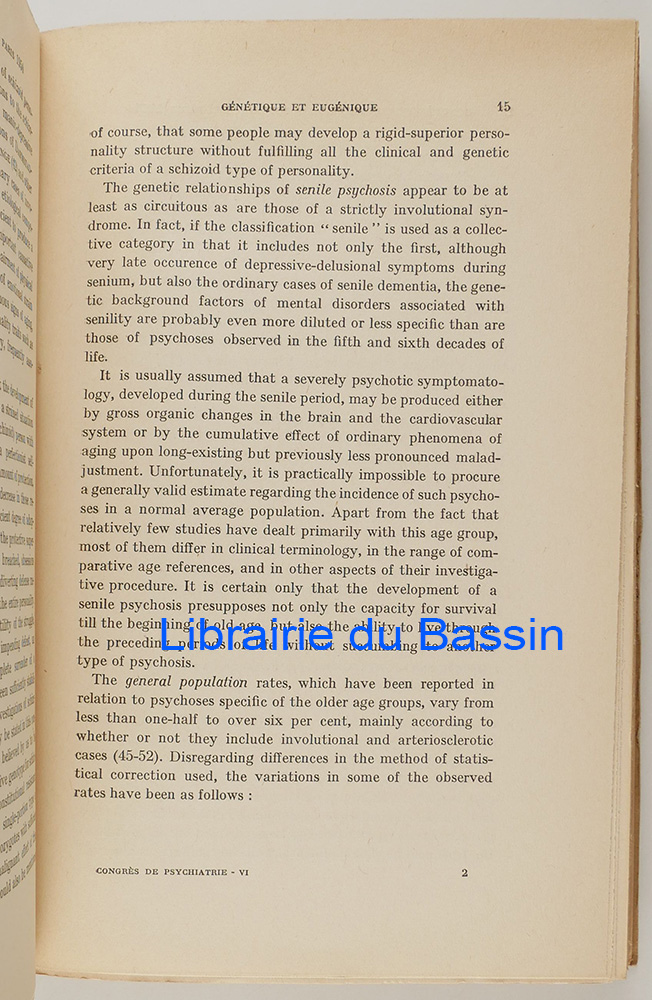 PARIS 1950
GÉNÉTIQUE ET EUGÉNIQUE 15
of course, that some people may develop a rigid-superior perso-
nality structure without fulfilling all the clinical and genetic
criteria of a schizoid type of personality.
The genetic relationships of senile psychosis appear to be at
least as circuitous as are those of a strictly involutional syn-
drome. In fact, if the classification “ senile ” is used as a collec-
tive category in that it includes not only the first, although
very late occurence of depressive-delusional symptoms during
senium, but also the ordinary cases of senile dementia, the gene-
tic background factors of mental disorders associated with
senility are probably even more diluted or less specific than are
those of psychoses observed in the fifth and sixth decades of
life.
It is usually assumed that a severely psychotic symptomato-
logy, developed during the senile period, may be produced either
by gross organic changes in the brain and the cardiovascular
system or by the cumulative effect of ordinary phenomena of
aging upon long-existing but previously less pronounced malad-
justment. Unfortunately, it is practically impossible to procure
a generally valid estimate regarding the incidence of such psycho-
ses in a normal average population. Apart from the fact that
relatively few studies have dealt primarily with this age group,
most of them differ in clinical terminology, in the range of com-
parative age references, and in other aspects of their investiga-
tive procedure. It is certain only that the development of a
senile psychosis presupposes not only the capacity for survival
till the beginning of old age, but also the ability to live through
the preceding periods of life without succumbing to another
Librairie du Bassin
type of psychosis.
The general population rates, which have been reported in
relation to psychoses specific of the older age groups, vary from
less than one-half to over six per cent, mainly according to
whether or not they include involutional and arteriosclerotic
cases (45-52). Disregarding differences in the method of statis-
tical correction used, the variations in some of the observed
rates have been as follows :
CONGRÈS DE PSYCHIATRIE - VI 2